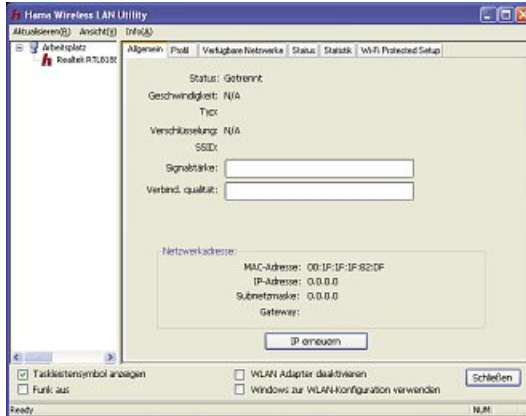 Hama Wireless LAN Utility
Aktualisieren(R) Ansicht(V) Info(A)
Arbeitsplatz
Realtek RTL8188
Allgemein Profil Verfügbare Netzwerke Status Statistik Wi-Fi Protected Setup
Status: Getrennt
Geschwindigkeit: N/A
Typ:
Verschlüsselung: N/A
SSID:
Signalstärke:
Verbind. qualität:
Netzwerkadresse:
MAC-Adresse: 00:1F:1F:1F:82:DF
IP-Adresse: 0.0.0.0
Subnetzmaske: 0.0.0.0
Gateway:
IP erneuern
Taskleistensymbol anzeigen
WLAN Adapter deaktivieren
Schließen
Funk aus
Windows zur WLAN-Konfiguration verwenden
Ready NUM